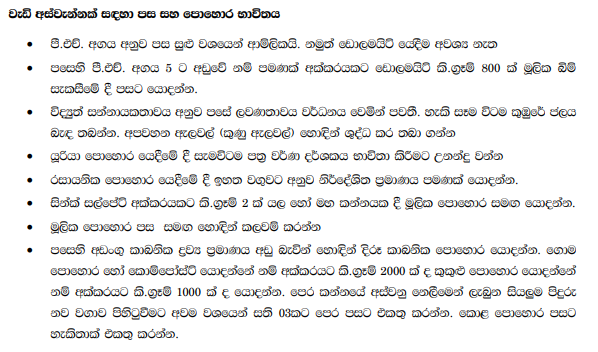 වැඩි අස්වැන්නක් සඳහා පස සහ පොහොර භාවිතය
• පී.එච්. අගය අනුව පස සුළු වශයෙන් ආම්ලිකයි. නමුත් ඩොලමයිට් යෙදීම අවශ්‍ය නැත
• පසෙහි පී.එච්. අගය 5 ට අඩුවේ නම් පමණක් අක්කරයකට ඩොලමයිට් කි.ග්‍රෑම් 800 ක් මූලික බිම්
සැකසීමේ දී පසට යොදන්න.
• විද්‍යුත් සන්නායකතාවය අනුව පසේ ලවණතාවය වර්ධනය වෙමින් පවතී. හැකි සෑම විටම කුඹුරේ ජලය
බැඳ තබන්න. අපවහන ඇලවල් (කුණු ඇලවල්) හොඳින් ශුද්ධ කර තබා ගන්න
• යූරියා පොහොර යෙදීමේ දී සැමවිටම පත්‍ර වර්ණ දර්ශකය භාවිතා කිරීමට උනන්දු වන්න
• රසායනික පොහොර යෙදීමේ දී ඉහත වගුවට අනුව නිර්දේශිත ප්‍රමාණය පමණක් යොදන්න.
• සින්ක් සල්පේට් අක්කරයකට කි.ග්‍රෑම් 2 ක් යල හෝ මහ කන්නයක දී මූලික පොහොර සමඟ යොදන්න.
• මූලික පොහොර පස සමඟ හොඳින් කලවම් කරන්න
• පසෙහි අඩංගු කාබනික ද්‍රව්‍ය ප්‍රමාණය අඩු බැවින් හොඳින් දිරූ කාබනික පොහොර යොදන්න. ගොම
පොහොර හෝ කොම්පෝස්ට් යොදන්නේ නම් අක්කරයට කි.ග්‍රෑම් 2000 ක් ද කුකුළු පොහොර යොදන්නේ
නම් අක්කරයට කි.ග්‍රෑම් 1000 ක් ද යොදන්න. පෙර කන්නයේ අස්වනු නෙලීමෙන් ලැබුන සියලුම පිදුරු
නව වගාව පිහිටුවීමට අවම වශයෙන් සති 03කට පෙර පසට එකතු කරන්න. කොළ පොහොර පසට
හැකිතාක් එකතු කරන්න.